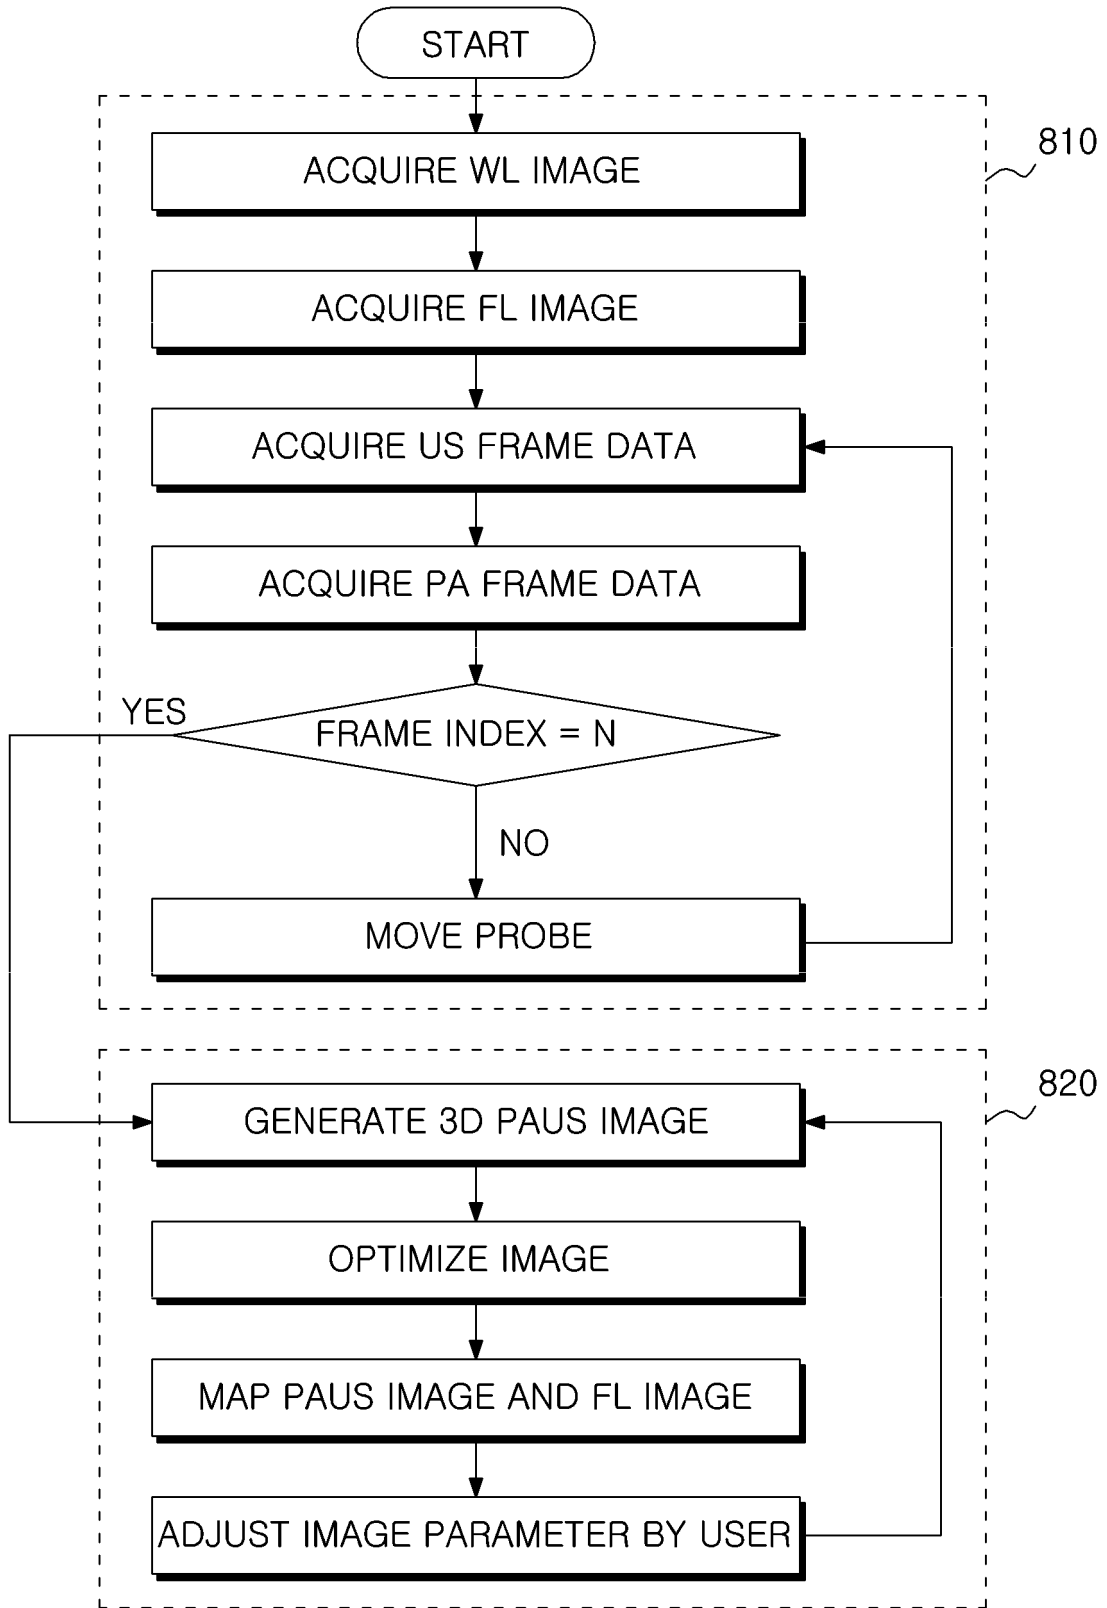 START
810
ACQUIRE WL IMAGE
ACQUIRE FL IMAGE
ACQUIRE US FRAME DATA
ACQUIRE PA FRAME DATA
YES
FRAME INDEX = N
NO
MOVE PROBE
820
GENERATE 3D PAUS IMAGE
OPTIMIZE IMAGE
MAP PAUS IMAGE AND FL IMAGE
ADJUST IMAGE PARAMETER BY USER